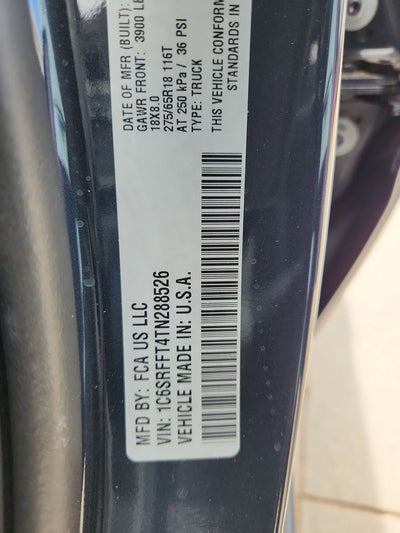 MFD BY: FCA US LLC
VIN: 1C6SRFFT4TN288526
VEHICLE MADE IN: U.S.A.
DATE OF MFR (BUILT):
GAWR FRONT: 3900 LB
18X8.0
275/65R18 116T
AT 250 kPa / 36 PSI
TYPE: TRUCK
THIS VEHICLE CONFORM
STANDARDS IN